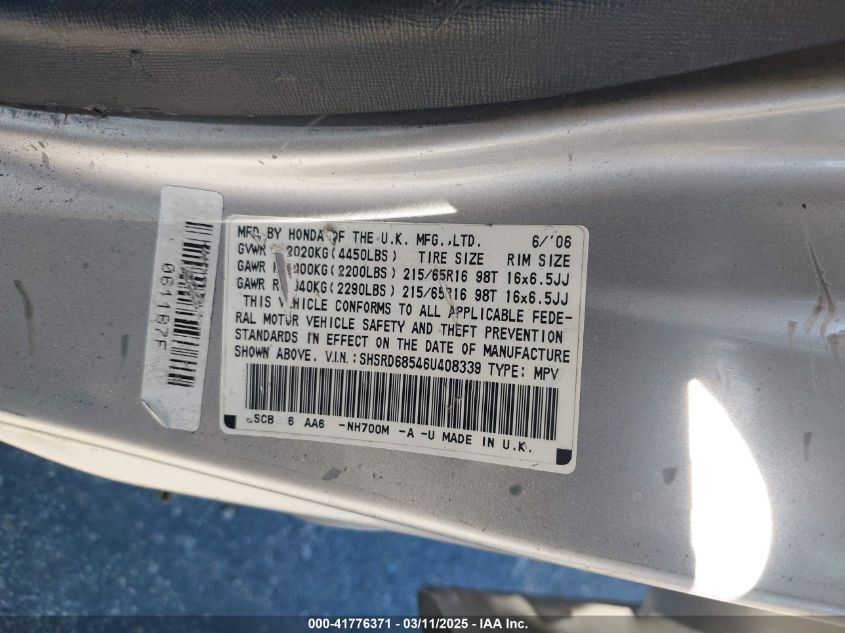 MFD BY HONDA OF THE U.K. MFG.,LTD. 6/'06
GVWR 2020KG(4450LBS) TIRE SIZE RIM SIZE
GAWR 00KG(2200LBS) 215/65R16 98T 16x6.5JJ
GAWR R 040KG(2290LBS) 215/65R16 98T 16x6.5JJ
THIS VEHICLE CONFORMS TO ALL APPLICABLE FEDE-
RAL MOTOR VEHICLE SAFETY AND THEFT PREVENTION
STANDARDS IN EFFECT ON THE DATE OF MANUFACTURE
SHOWN ABOVE. V.I.N.: SHSRD68546U408339 TYPE: MPV
SCB 6 AA6 -NH700M -A -U MADE IN U.K.
061187F
000-41776371 | 03/11/2025 - IAA Inc.